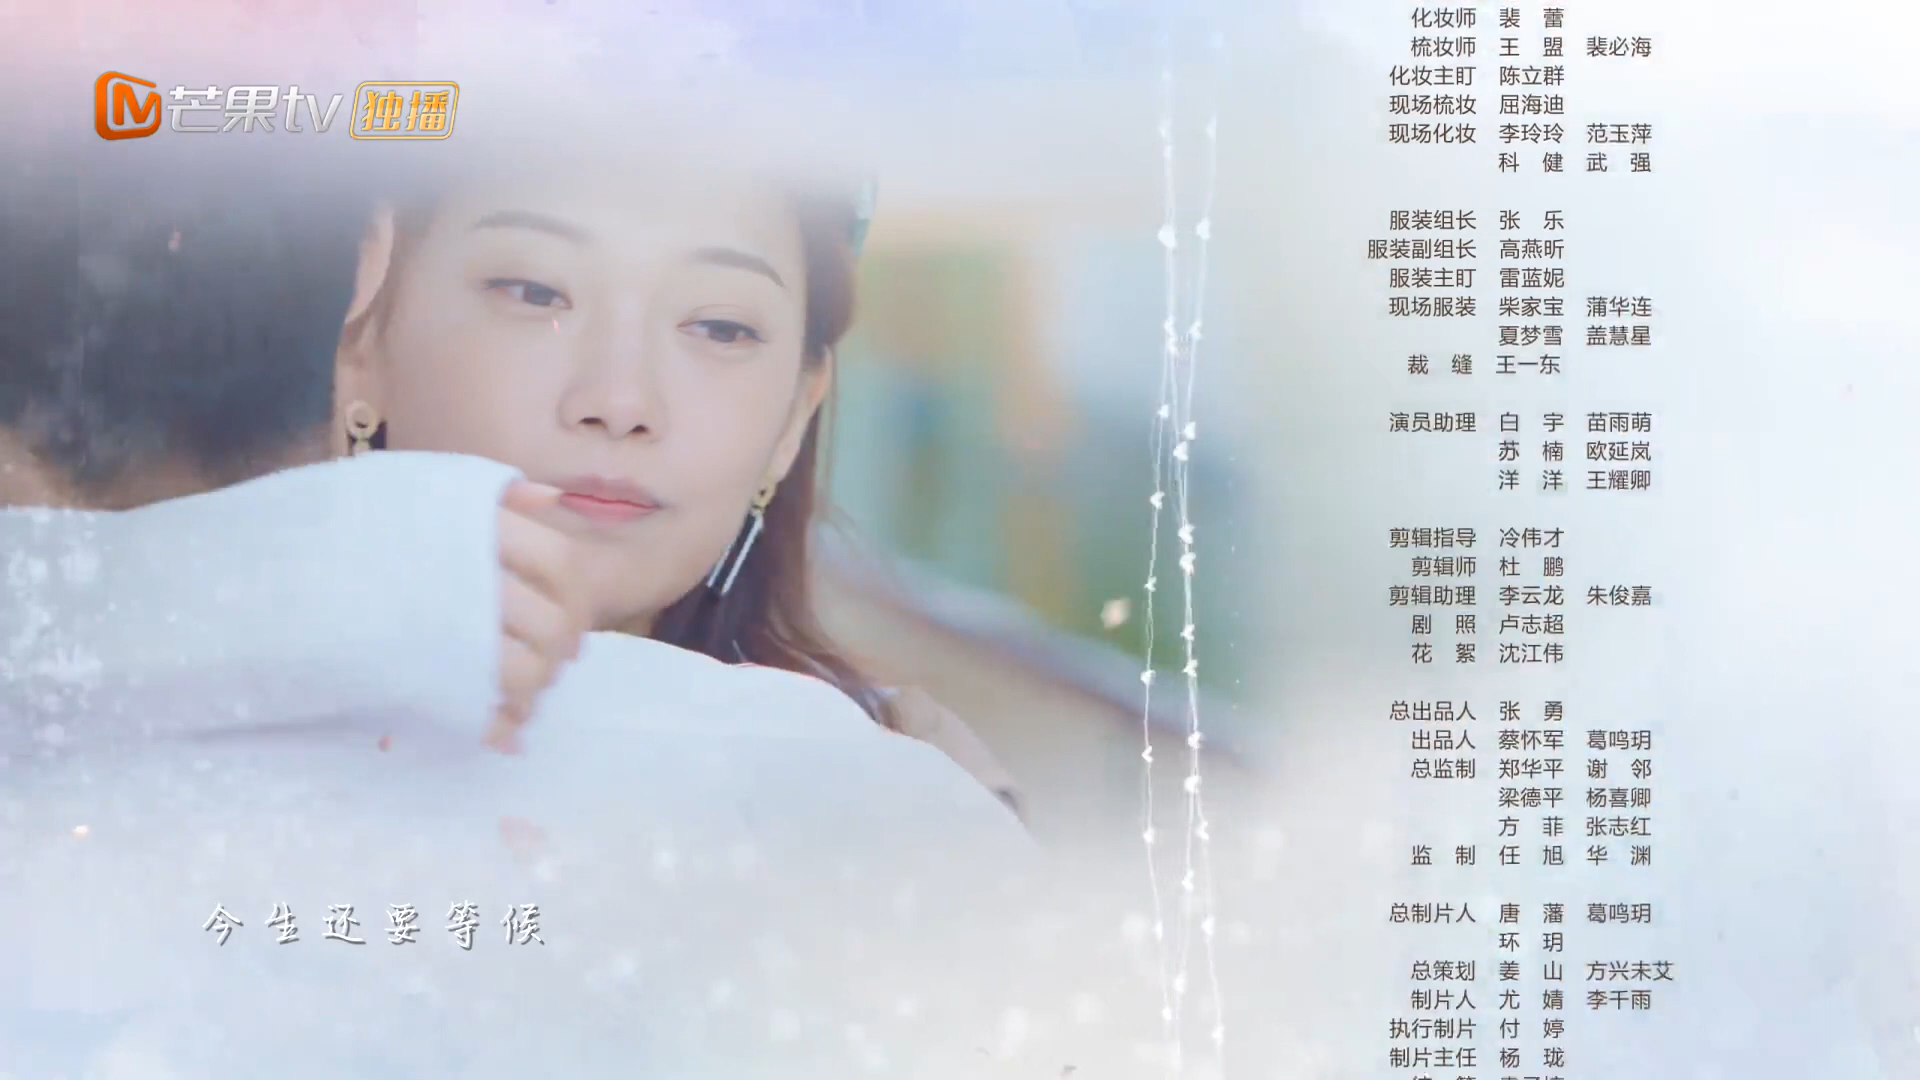 芒果tv 独播
今生还要等候
化妆师 裴蕾
梳妆师 王盟 裴必海
化妆主盯 陈立群
现场梳妆 屈海迪
现场化妆 李玲玲 范玉萍
科健 武强
服装组长 张乐
服装副组长 高燕昕
服装主盯 雷蓝妮
现场服装 柴家宝 蒲华连
夏梦雪 盖慧星
裁缝 王一东
演员助理 白宇 苗雨萌
苏楠 欧延岚
洋洋 王耀卿
剪辑指导 冷伟才
剪辑师 杜鹏
剪辑助理 李云龙 朱俊嘉
剧照 卢志超
花絮 沈江伟
总出品人 张勇
出品人 蔡怀军 葛鸣玥
总监制 郑华平 谢邻
梁德平 杨喜卿
方菲 张志红
监制 任旭 华渊
总制片人 唐藩 葛鸣玥
环玥
总策划 姜山 方兴未艾
制片人 尤婧 李千雨
执行制片 付婷
制片主任 杨珑